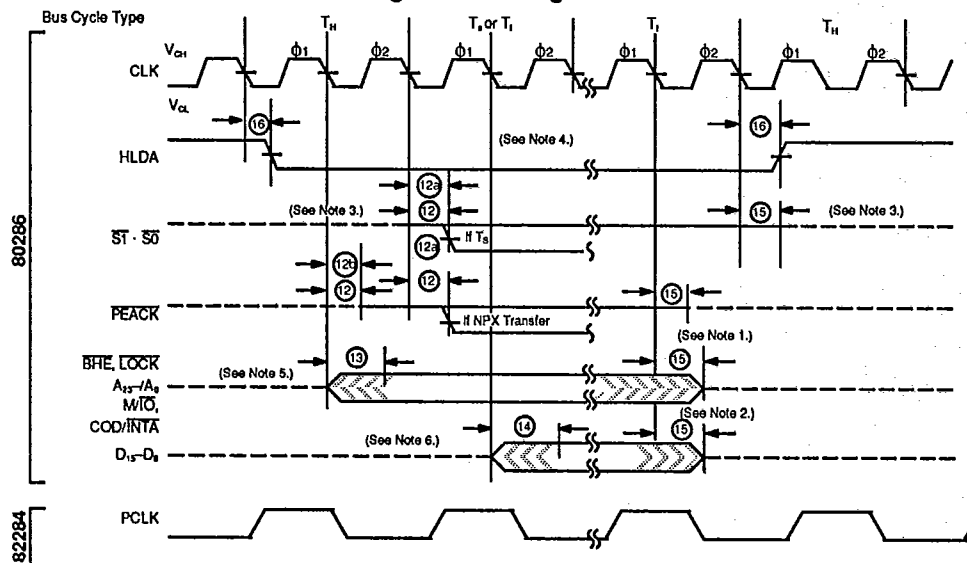 Bus Cycle Type
T_H
T_S or T_I
T_I
T_H
V_CH
ϕ1
ϕ2
ϕ1
ϕ2
ϕ1
ϕ2
ϕ1
ϕ2
CLK
V_CL
16
(See Note 4.)
16
HLDA
12a
(See Note 3.)
12
15
(See Note 3.)
S1 · S0
12a
If T_S
80286
12b
12
12
15
PEACK
If NPX Transfer
(See Note 1.)
BHE, LOCK
13
15
(See Note 5.)
A₂₃–A₀
M/IO,
(See Note 2.)
COD/INTA
14
15
(See Note 6.)
D₁₅–D₀
82284
PCLK